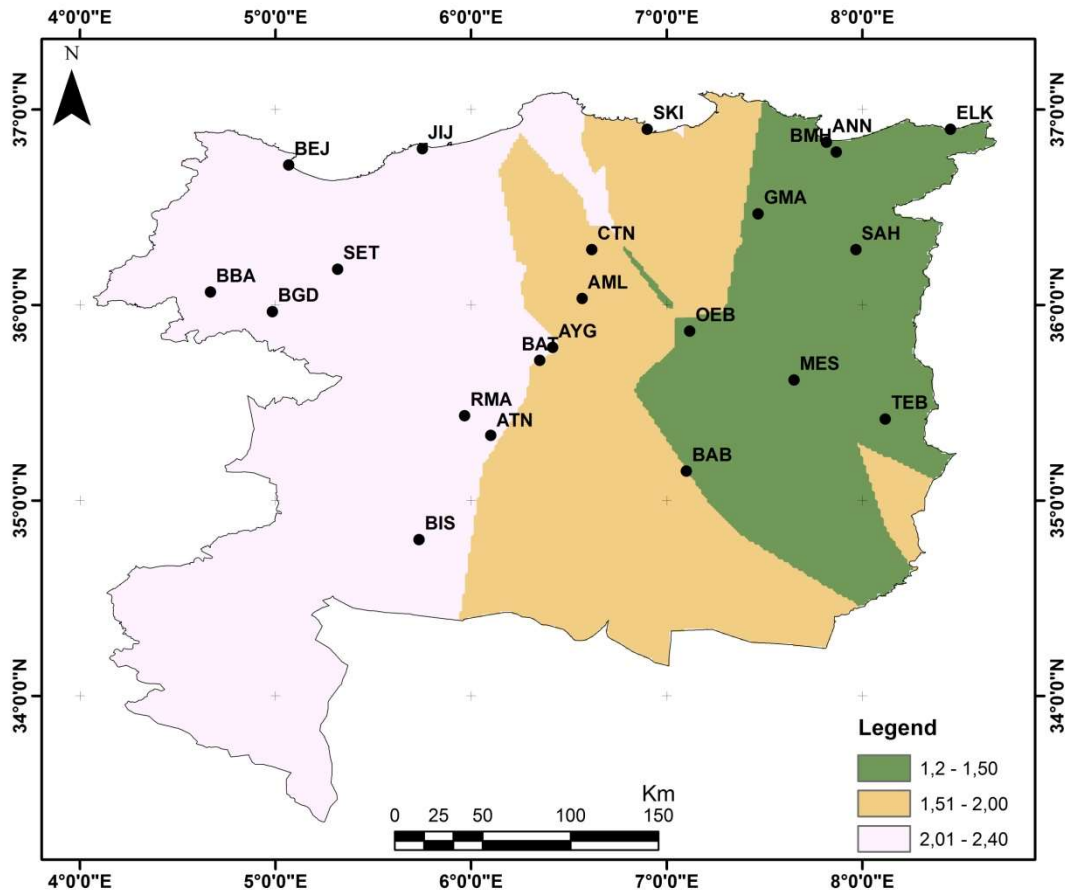 4°0'0"E 5°0'0"E 6°0'0"E 7°0'0"E 8°0'0"E
N
37°0'0"N 37°0'0"N
SKI ELK
ANN
BMH
JIJ
BEJ
GMA
CTN SAH
SET
BBA AML
BGD
36°0'0"N 36°0'0"N
OEB
AYG
BAT
MES
RMA TEB
ATN
BAB
35°0'0"N 35°0'0"N
BIS
34°0'0"N 34°0'0"N
Legend
1,2 - 1,50
1,51 - 2,00
2,01 - 2,40
Km
0 25 50 100 150
4°0'0"E 5°0'0"E 6°0'0"E 7°0'0"E 8°0'0"E